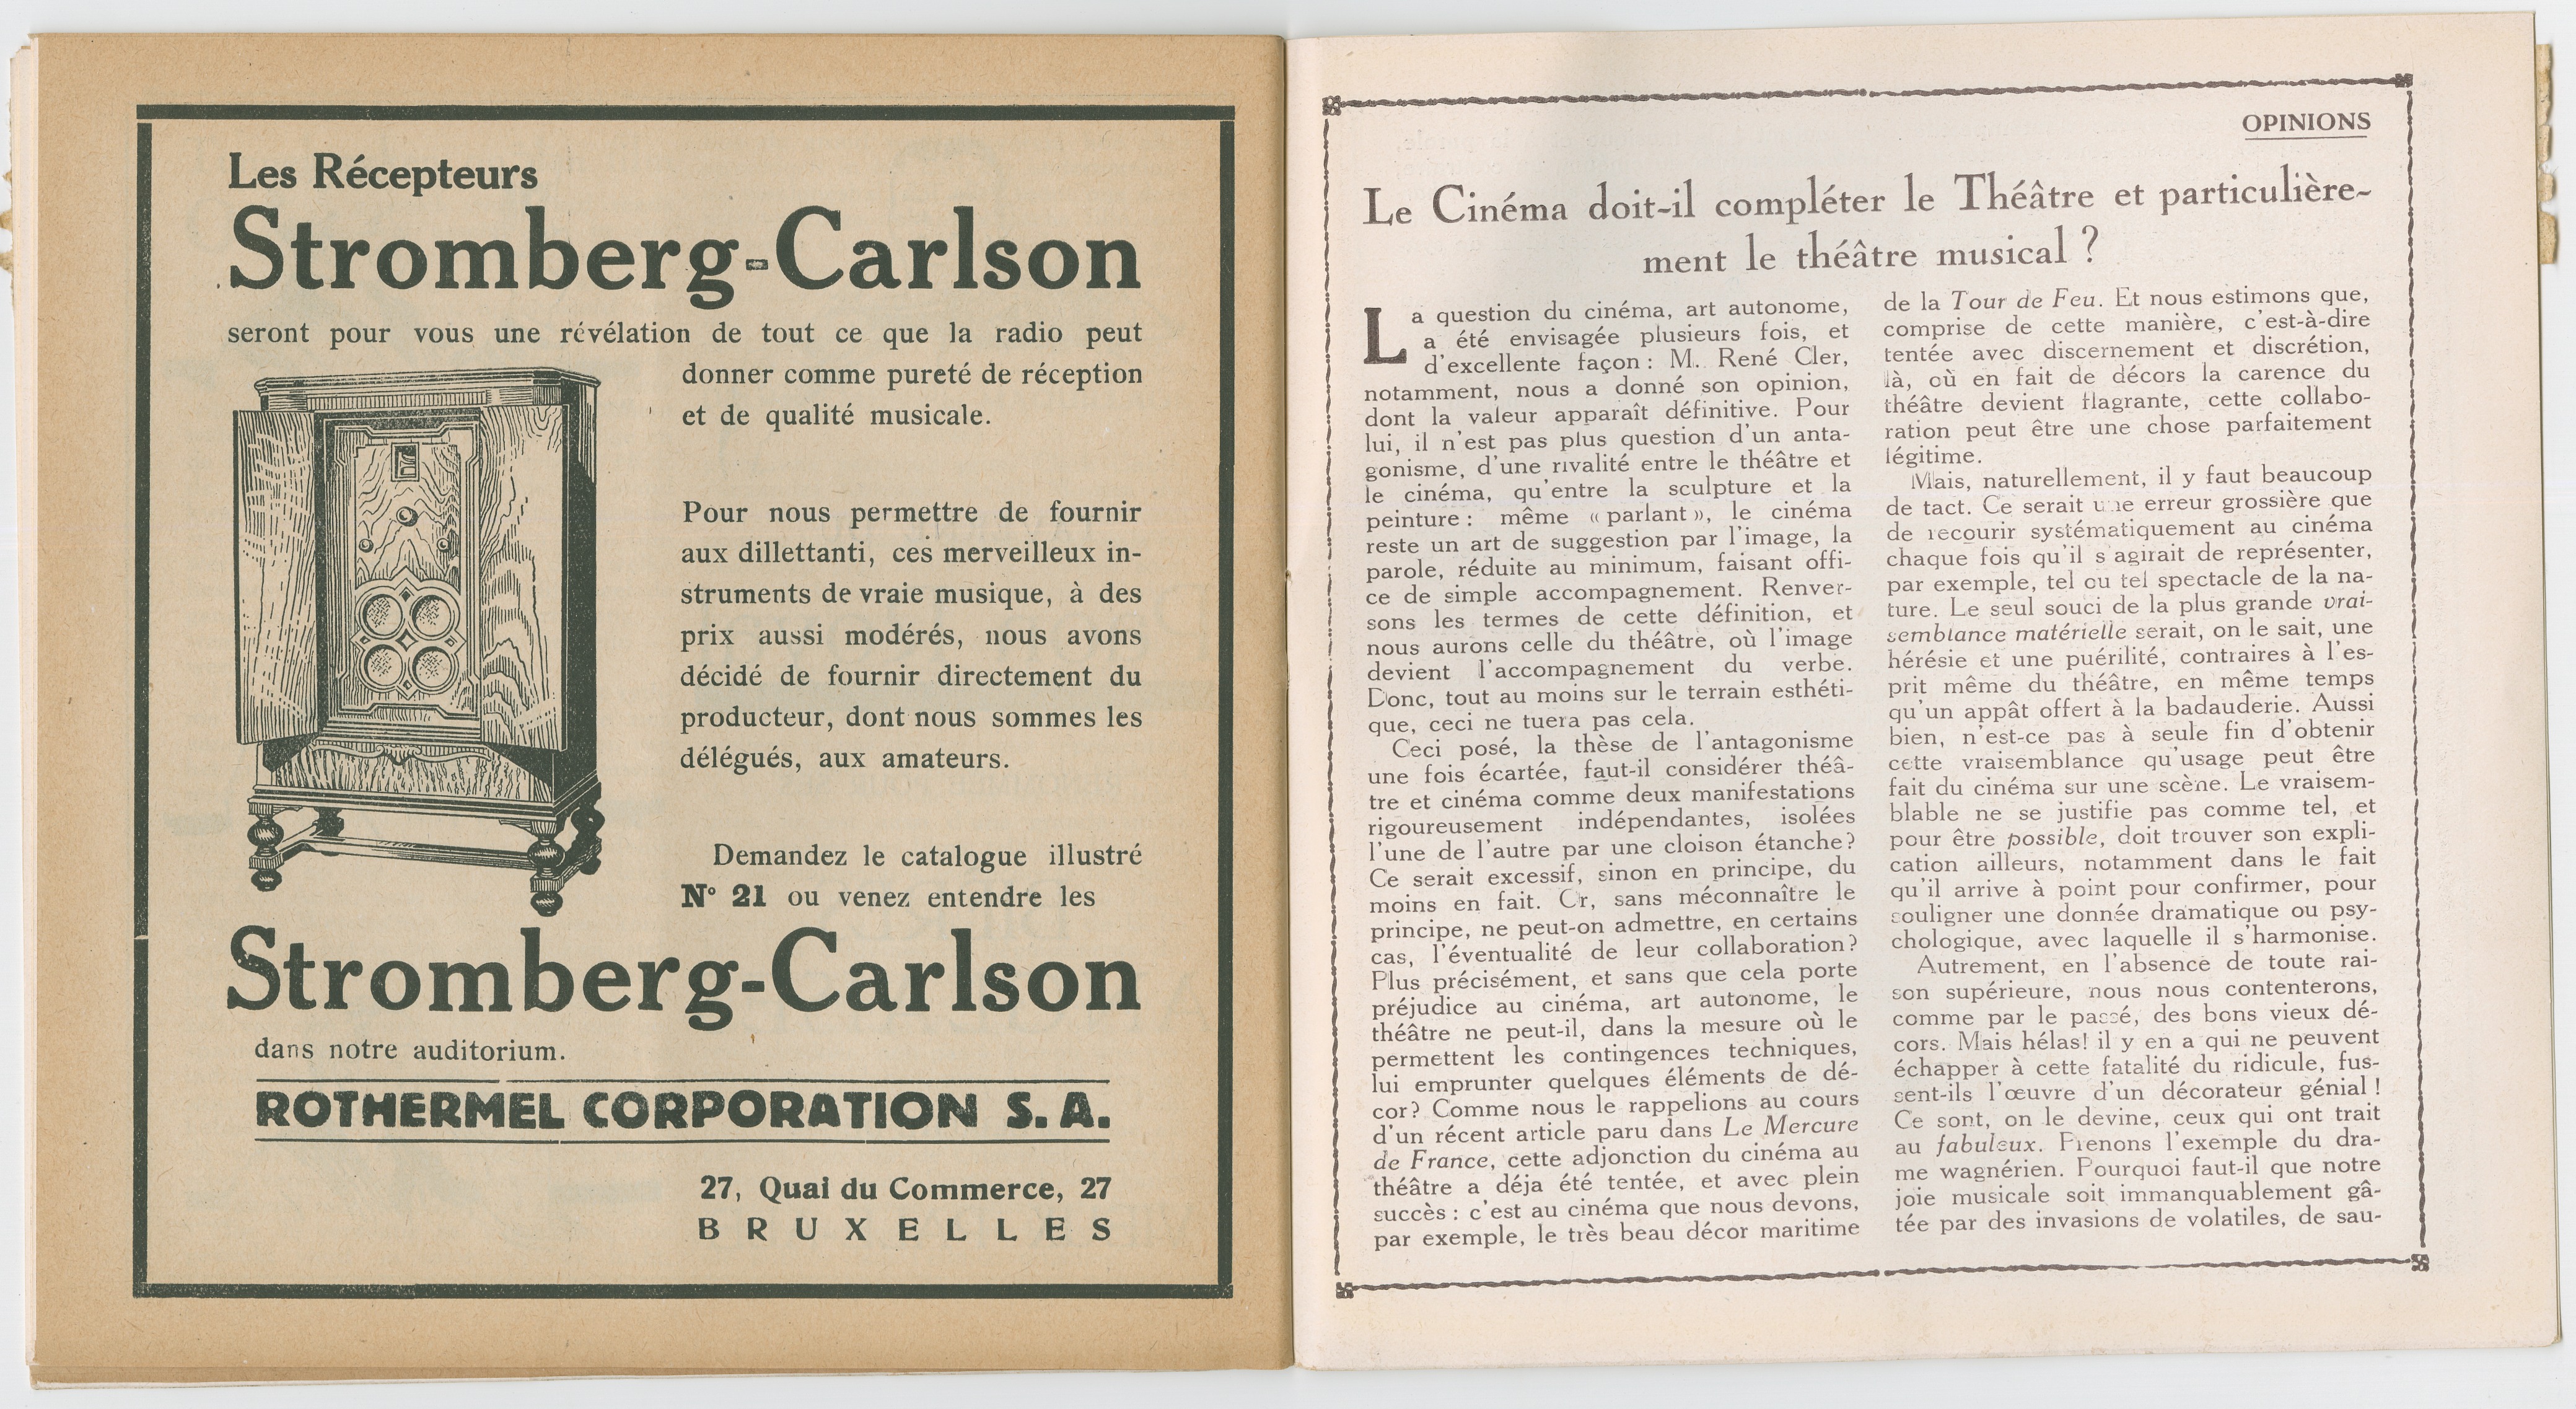 Les Récepteurs
Stromberg-Carlson
seront pour vous une révélation de tout ce que la radio peut
donner comme pureté de réception
et de qualité musicale.
Pour nous permettre de fournir
aux dillettanti, ces merveilleux in-
struments de vraie musique, à des
prix aussi modérés, nous avons
décidé de fournir directement du
producteur, dont nous sommes les
délégués, aux amateurs.
Demandez le catalogue illustré
N° 21 ou venez entendre les
Stromberg-Carlson
dans notre auditorium.
ROTHERMEL CORPORATION S. A.
27, Quai du Commerce, 27
BRUXELLES
OPINIONS
Le Cinéma doit-il compléter le Théâtre et particulière-
ment le théâtre musical ?
La question du cinéma, art autonome,
a été envisagée plusieurs fois, et
d'excellente façon : M. René Cler,
notamment, nous a donné son opinion,
dont la valeur apparaît définitive. Pour
lui, il n'est pas plus question d'un anta-
gonisme, d'une rivalité entre le théâtre et
le cinéma, qu'entre la sculpture et la
peinture : même « parlant », le cinéma
reste un art de suggestion par l'image, la
parole, réduite au minimum, faisant offi-
ce de simple accompagnement. Renver-
sons les termes de cette définition, et
nous aurons celle du théâtre, où l'image
devient l'accompagnement du verbe.
Donc, tout au moins sur le terrain esthéti-
que, ceci ne tuera pas cela.
Ceci posé, la thèse de l'antagonisme
une fois écartée, faut-il considérer théâ-
tre et cinéma comme deux manifestations
rigoureusement indépendantes, isolées
l'une de l'autre par une cloison étanche?
Ce serait excessif, sinon en principe, du
moins en fait. Or, sans méconnaître le
principe, ne peut-on admettre, en certains
cas, l'éventualité de leur collaboration?
Plus précisément, et sans que cela porte
préjudice au cinéma, art autonome, le
théâtre ne peut-il, dans la mesure où le
permettent les contingences techniques,
lui emprunter quelques éléments de dé-
cor? Comme nous le rappelions au cours
d'un récent article paru dans Le Mercure
de France, cette adjonction du cinéma au
théâtre a déja été tentée, et avec plein
succès : c'est au cinéma que nous devons,
par exemple, le très beau décor maritime
de la Tour de Feu. Et nous estimons que,
comprise de cette manière, c'est-à-dire
tentée avec discernement et discrétion,
là, où en fait de décors la carence du
théâtre devient flagrante, cette collabo-
ration peut être une chose parfaitement
légitime.
Mais, naturellement, il y faut beaucoup
de tact. Ce serait une erreur grossière que
de recourir systématiquement au cinéma
chaque fois qu'il s'agirait de représenter,
par exemple, tel ou tel spectacle de la na-
ture. Le seul souci de la plus grande vrai-
semblance matérielle serait, on le sait, une
hérésie et une puérilité, contraires à l'es-
prit même du théâtre, en même temps
qu'un appât offert à la badauderie. Aussi
bien, n'est-ce pas à seule fin d'obtenir
cette vraisemblance qu'usage peut être
fait du cinéma sur une scène. Le vraisem-
blable ne se justifie pas comme tel, et
pour être possible, doit trouver son expli-
cation ailleurs, notamment dans le fait
qu'il arrive à point pour confirmer, pour
souligner une donnée dramatique ou psy-
chologique, avec laquelle il s'harmonise.
Autrement, en l'absence de toute rai-
son supérieure, nous nous contenterons,
comme par le passé, des bons vieux dé-
cors. Mais hélas! il y en a qui ne peuvent
échapper à cette fatalité du ridicule, fus-
sent-ils l'œuvre d'un décorateur génial !
Ce sont, on le devine, ceux qui ont trait
au fabuleux. Prenons l'exemple du dra-
me wagnérien. Pourquoi faut-il que notre
joie musicale soit immanquablement gâ-
tée par des invasions de volatiles, de sau-